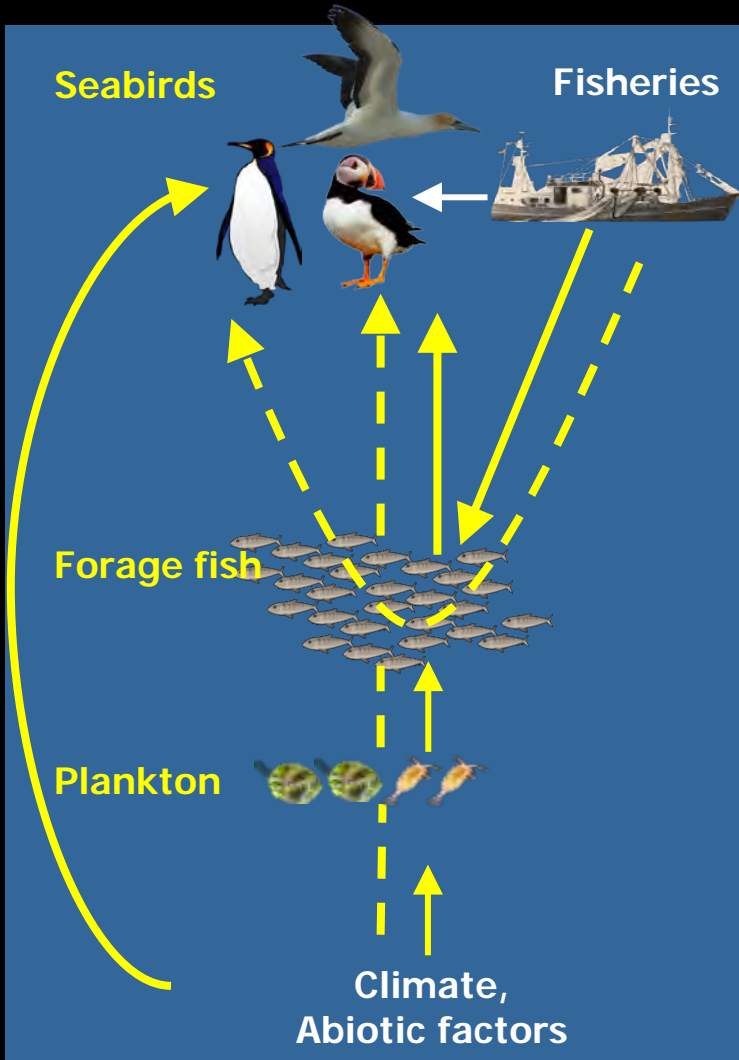 Seabirds
Fisheries
Forage fish
Plankton
Climate,
Abiotic factors